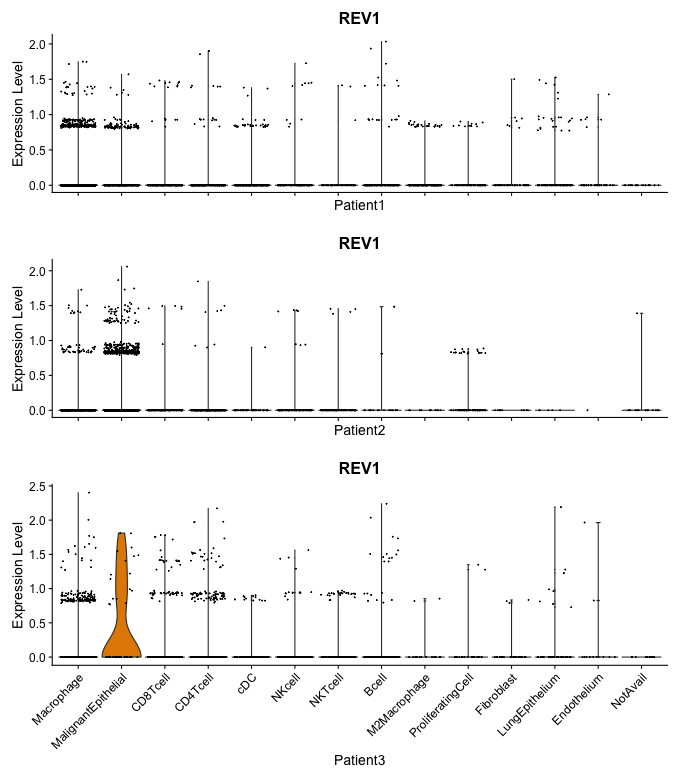 REV1
Expression Level
2.0
1.5
1.0
0.5
0.0
Patient1
REV1
Expression Level
2.0
1.5
1.0
0.5
0.0
Patient2
REV1
Expression Level
2.5
2.0
1.5
1.0
0.5
0.0
Macrophage
MalignantEpithelial
CD8Tcell
CD4Tcell
cDC
NKcell
NKTcell
Bcell
M2Macrophage
ProliferatingCell
Fibroblast
LungEpithelium
Endothelium
NotAvail
Patient3